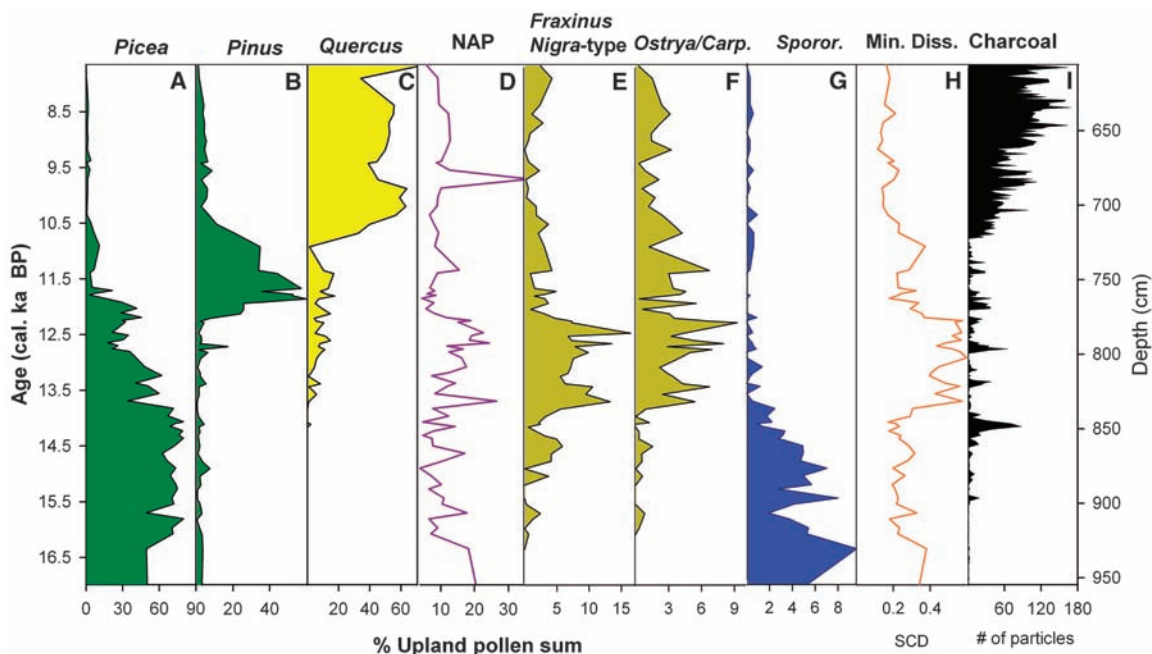 Picea
Pinus
Quercus
NAP
Fraxinus
Nigra-type
Ostrya/Carp.
Sporor.
Min. Diss.
Charcoal
A
B
C
D
E
F
G
H
I
Age (cal. ka BP)
8.5
9.5
10.5
11.5
12.5
13.5
14.5
15.5
16.5
650
700
750
800
850
900
950
Depth (cm)
0 30 60 90
20 40
20 40 60
10 20 30
5 10 15
3 6 9
2 4 6 8
0.2 0.4
60 120 180
% Upland pollen sum
SCD
# of particles